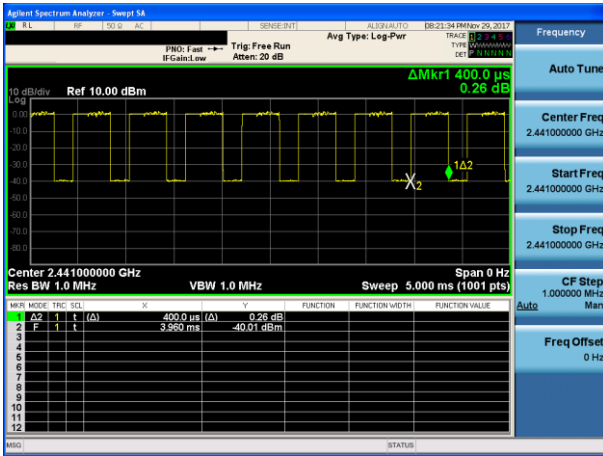 Agilent Spectrum Analyzer - Swept SA
RL RF 50 Ω AC SENSE:INT ALIGNAUTO 08:21:34 PM Nov 29, 2017
Avg Type: Log-Pwr TRACE 1 2 3 4 5 6
PNO: Fast Trig: Free Run TYPE WWWWWW
IFGain:Low Atten: 20 dB DET P N N N N N
ΔMkr1 400.0 µs
0.26 dB
10 dB/div Ref 10.00 dBm
Log
0.00
-10.0
-20.0
-30.0
-40.0
-50.0
-60.0
-70.0
-80.0
1Δ2
X2
Center 2.441000000 GHz Span 0 Hz
Res BW 1.0 MHz VBW 1.0 MHz Sweep 5.000 ms (1001 pts)
MKR MODE TRC SCL X Y FUNCTION FUNCTION WIDTH FUNCTION VALUE
1 Δ2 1 t (Δ) 400.0 µs (Δ) 0.26 dB
2 F 1 t 3.960 ms -40.01 dBm
3
4
5
6
7
8
9
10
11
12
MSG STATUS
Frequency
Auto Tune
Center Freq
2.441000000 GHz
Start Freq
2.441000000 GHz
Stop Freq
2.441000000 GHz
CF Step
1.000000 MHz
Auto Man
Freq Offset
0 Hz